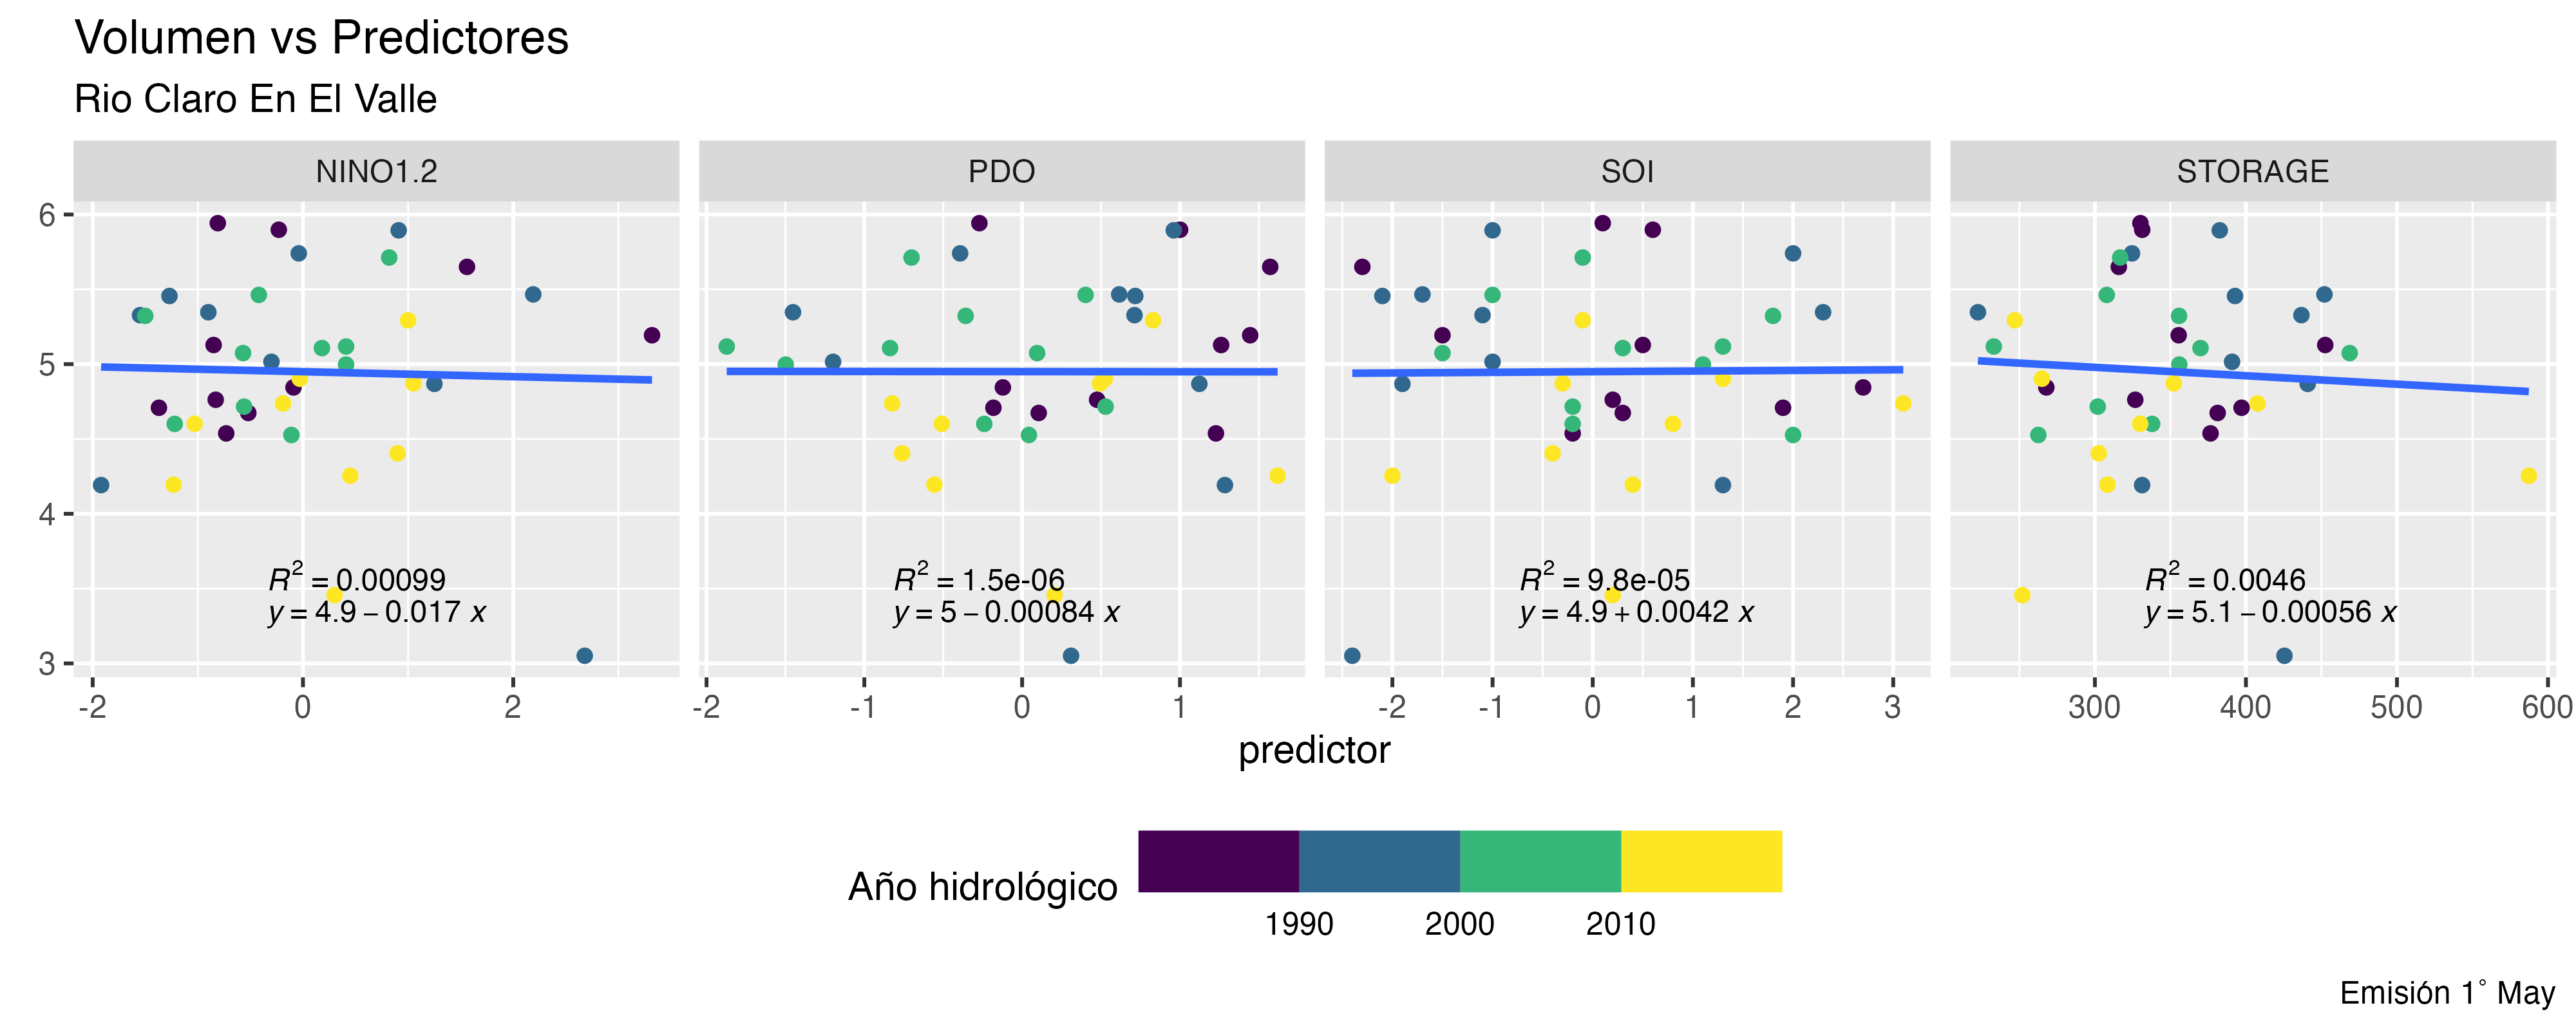 Volumen vs Predictores
Rio Claro En El Valle
NINO1.2 PDO SOI STORAGE
6
5
4
3
R² = 0.00099
y = 4.9 − 0.017 x
R² = 1.5e-06
y = 5 − 0.00084 x
R² = 9.8e-05
y = 4.9 + 0.0042 x
R² = 0.0046
y = 5.1 − 0.00056 x
-2 0 2 -2 -1 0 1 -2 -1 0 1 2 3 300 400 500 600
predictor
Año hidrológico
1990 2000 2010
Emisión 1° May